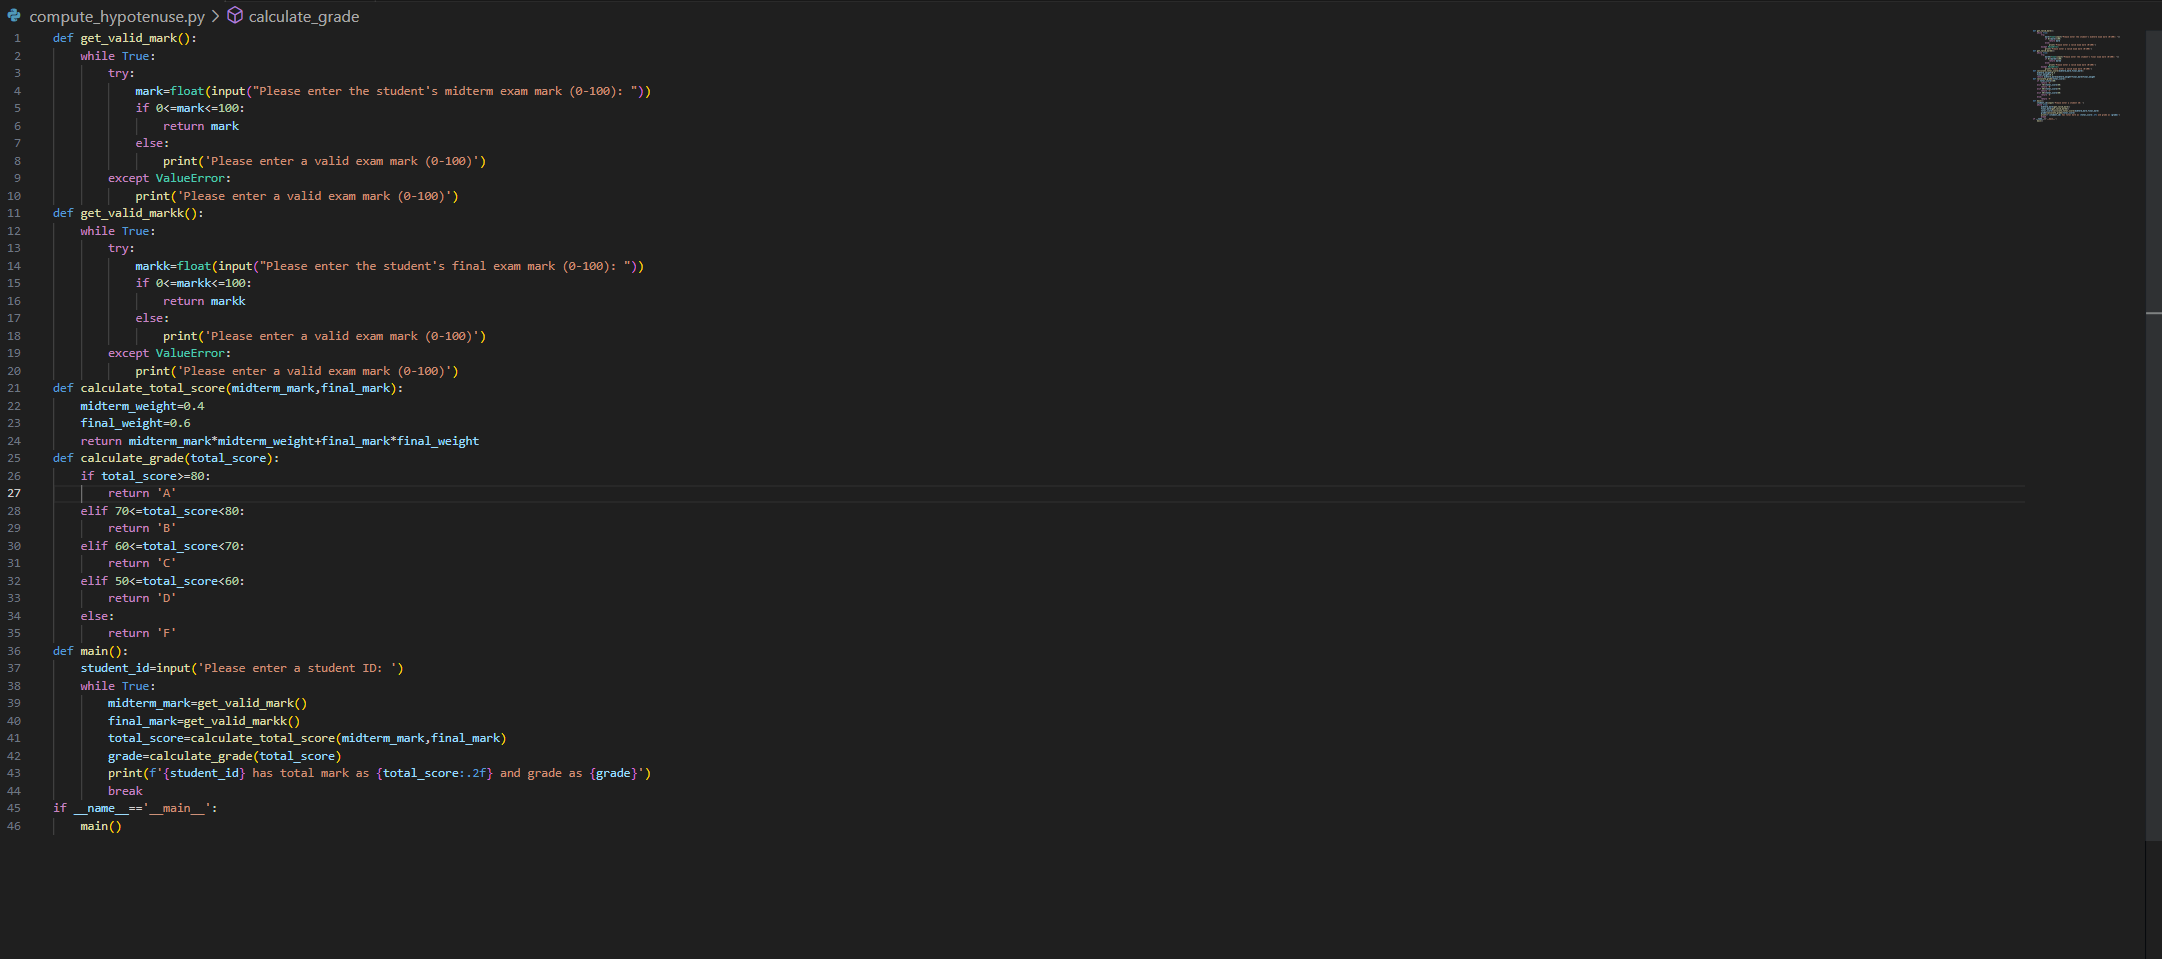 compute_hypotenuse.py > calculate_grade
1 def get_valid_mark():
2 while True:
3 try:
4 mark=float(input("Please enter the student's midterm exam mark (0-100): "))
5 if 0<=mark<=100:
6 return mark
7 else:
8 print('Please enter a valid exam mark (0-100)')
9 except ValueError:
10 print('Please enter a valid exam mark (0-100)')
11 def get_valid_markk():
12 while True:
13 try:
14 markk=float(input("Please enter the student's final exam mark (0-100): "))
15 if 0<=markk<=100:
16 return markk
17 else:
18 print('Please enter a valid exam mark (0-100)')
19 except ValueError:
20 print('Please enter a valid exam mark (0-100)')
21 def calculate_total_score(midterm_mark,final_mark):
22 midterm_weight=0.4
23 final_weight=0.6
24 return midterm_mark*midterm_weight+final_mark*final_weight
25 def calculate_grade(total_score):
26 if total_score>=80:
27 return 'A'
28 elif 70<=total_score<80:
29 return 'B'
30 elif 60<=total_score<70:
31 return 'C'
32 elif 50<=total_score<60:
33 return 'D'
34 else:
35 return 'F'
36 def main():
37 student_id=input('Please enter a student ID: ')
38 while True:
39 midterm_mark=get_valid_mark()
40 final_mark=get_valid_markk()
41 total_score=calculate_total_score(midterm_mark,final_mark)
42 grade=calculate_grade(total_score)
43 print(f'{student_id} has total mark as {total_score:.2f} and grade as {grade}')
44 break
45 if __name__=='__main__':
46 main()